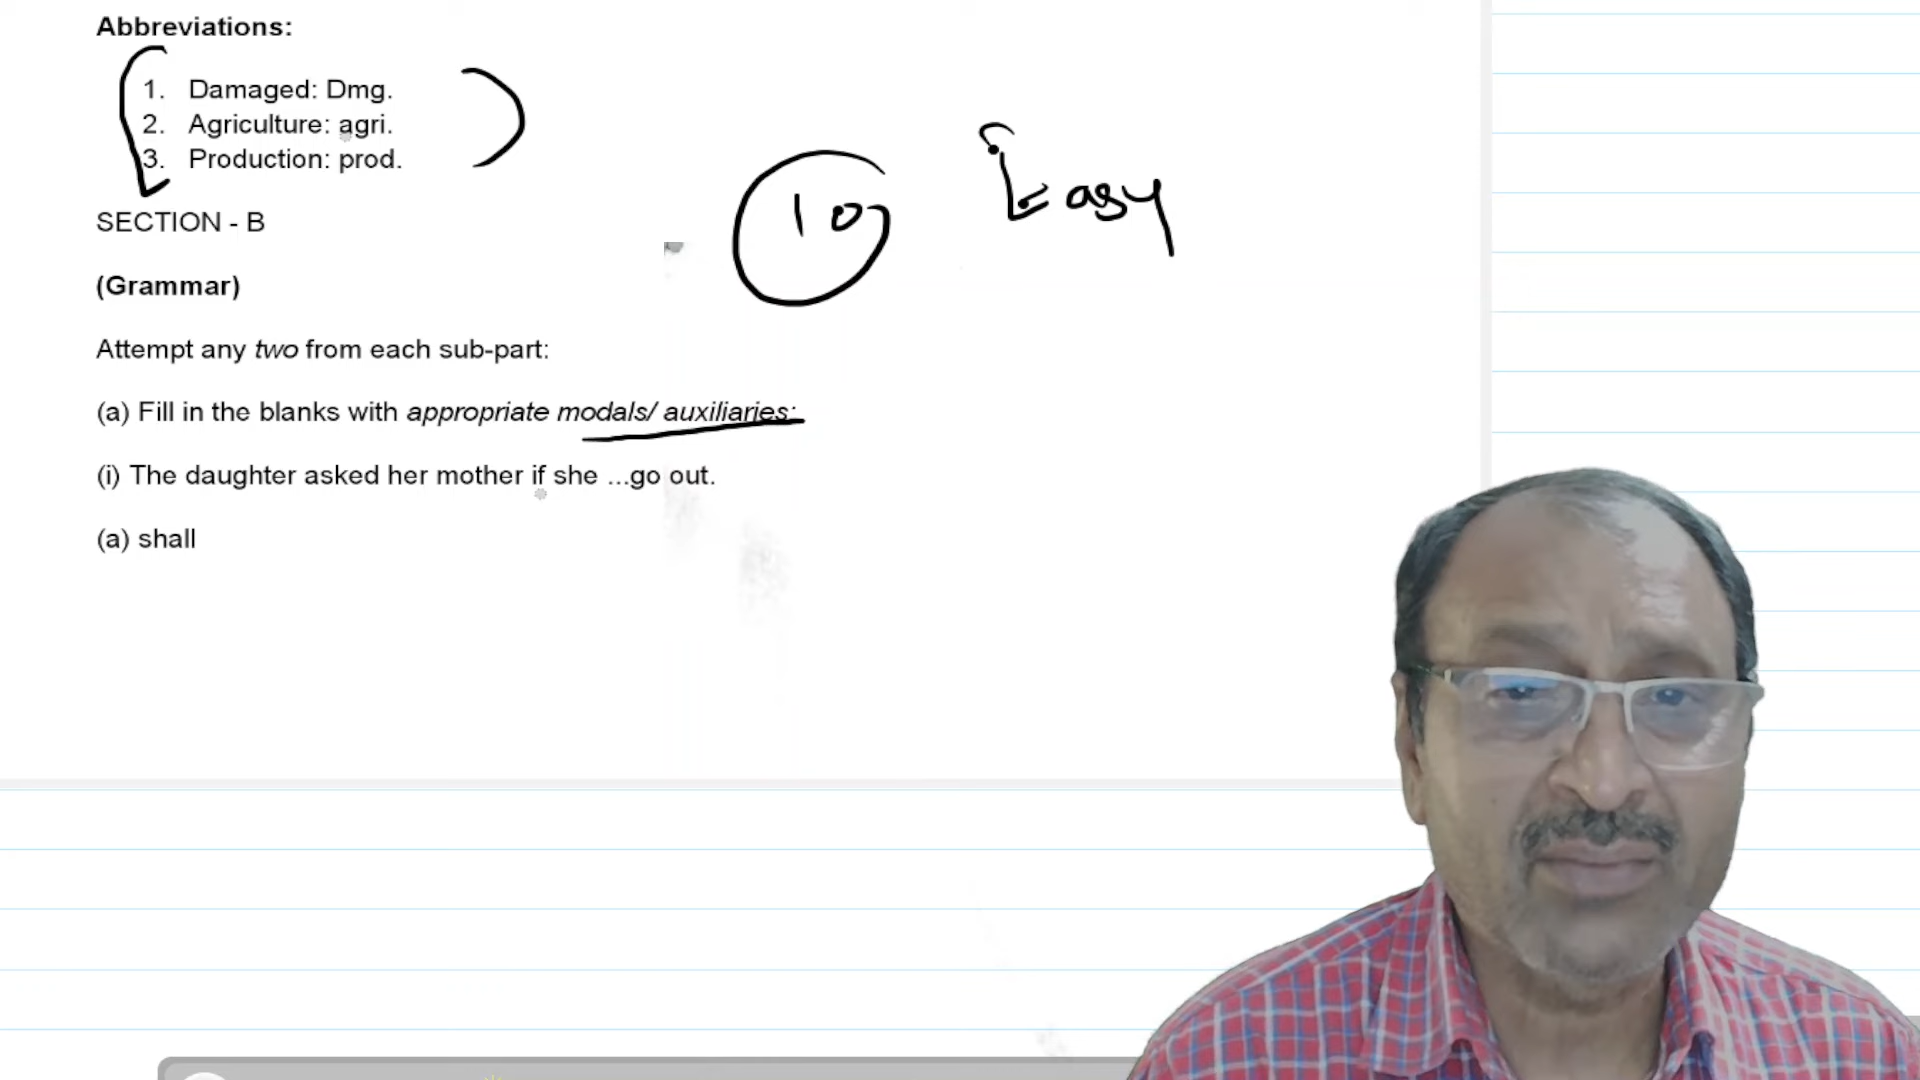 Abbreviations:
1. Damaged: Dmg.
2. Agriculture: agri.
3. Production: prod.
10 Easy
SECTION - B
(Grammar)
Attempt any two from each sub-part:
(a) Fill in the blanks with appropriate modals/ auxiliaries:
(i) The daughter asked her mother if she ...go out.
(a) shall